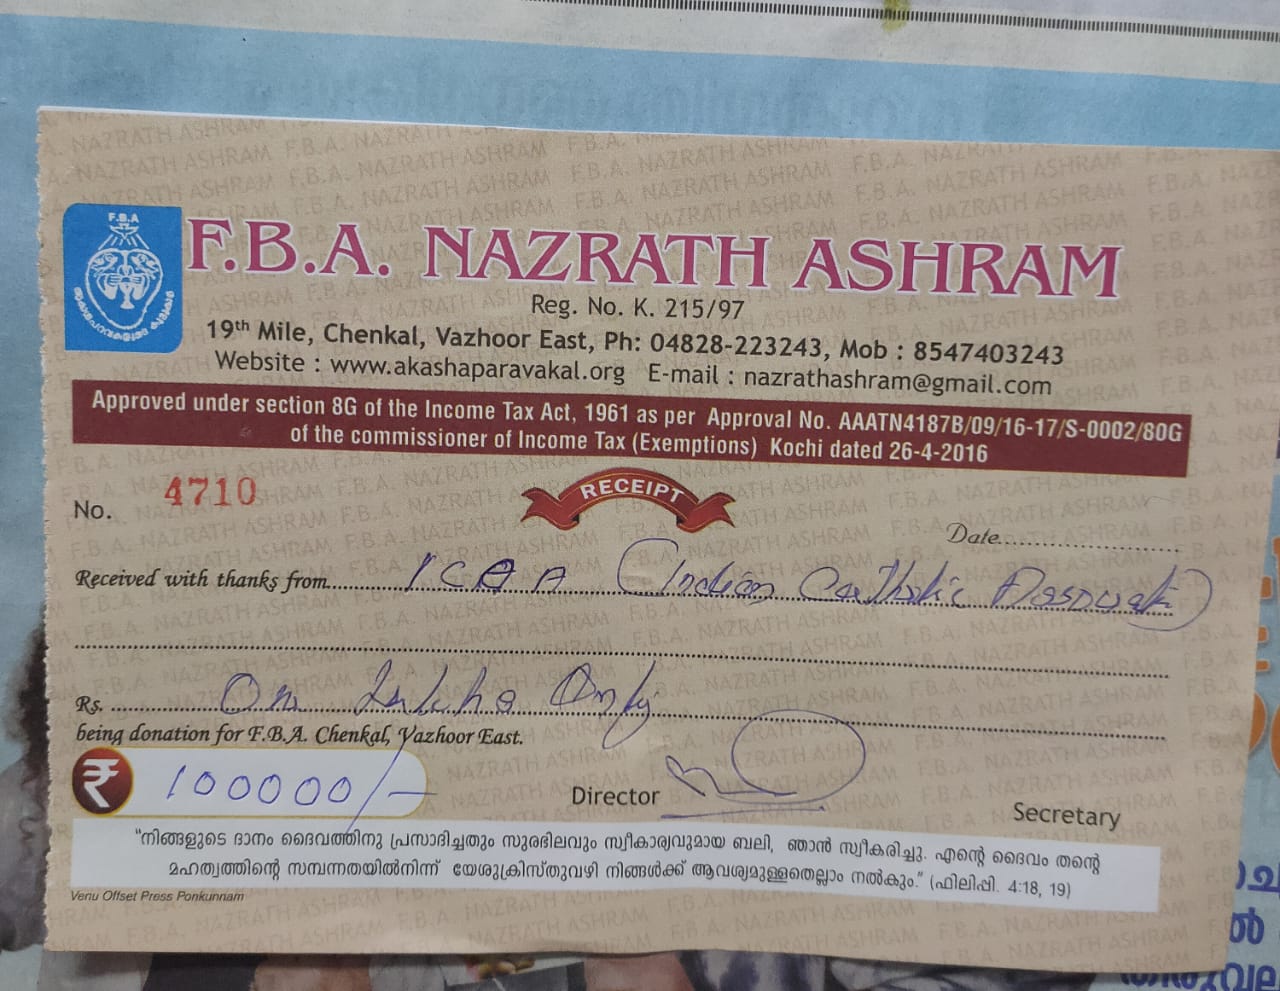 F.B.A
F.B.A. NAZRATH ASHRAM
Reg. No. K. 215/97
19th Mile, Chenkal, Vazhoor East, Ph: 04828-223243, Mob : 8547403243
Website : www.akashaparavakal.org E-mail : nazrathashram@gmail.com
Approved under section 8G of the Income Tax Act, 1961 as per Approval No. AAATN4187B/09/16-17/S-0002/80G
of the commissioner of Income Tax (Exemptions) Kochi dated 26-4-2016
RECEIPT
No. 4710
Date
Received with thanks from ICAA (Indian Catholic
Rs. On Lakhs Only
being donation for F.B.A. Chenkal, Vazhoor East.
₹ 100000/-
Director
Secretary
"നിങ്ങളുടെ ദാനം ദൈവത്തിനു പ്രസാദിച്ചതും സുരഭിലവും സ്വീകാര്യവുമായ ബലി, ഞാൻ സ്വീകരിച്ചു. എന്റെ ദൈവം തന്റെ
മഹത്വത്തിന്റെ സമ്പന്നതയിൽനിന്ന് യേശുക്രിസ്തുവഴി നിങ്ങൾക്ക് ആവശ്യമുള്ളതെല്ലാം നൽകും." (ഫിലിപ്പി. 4:18, 19)
Venu Offset Press Ponkunnam